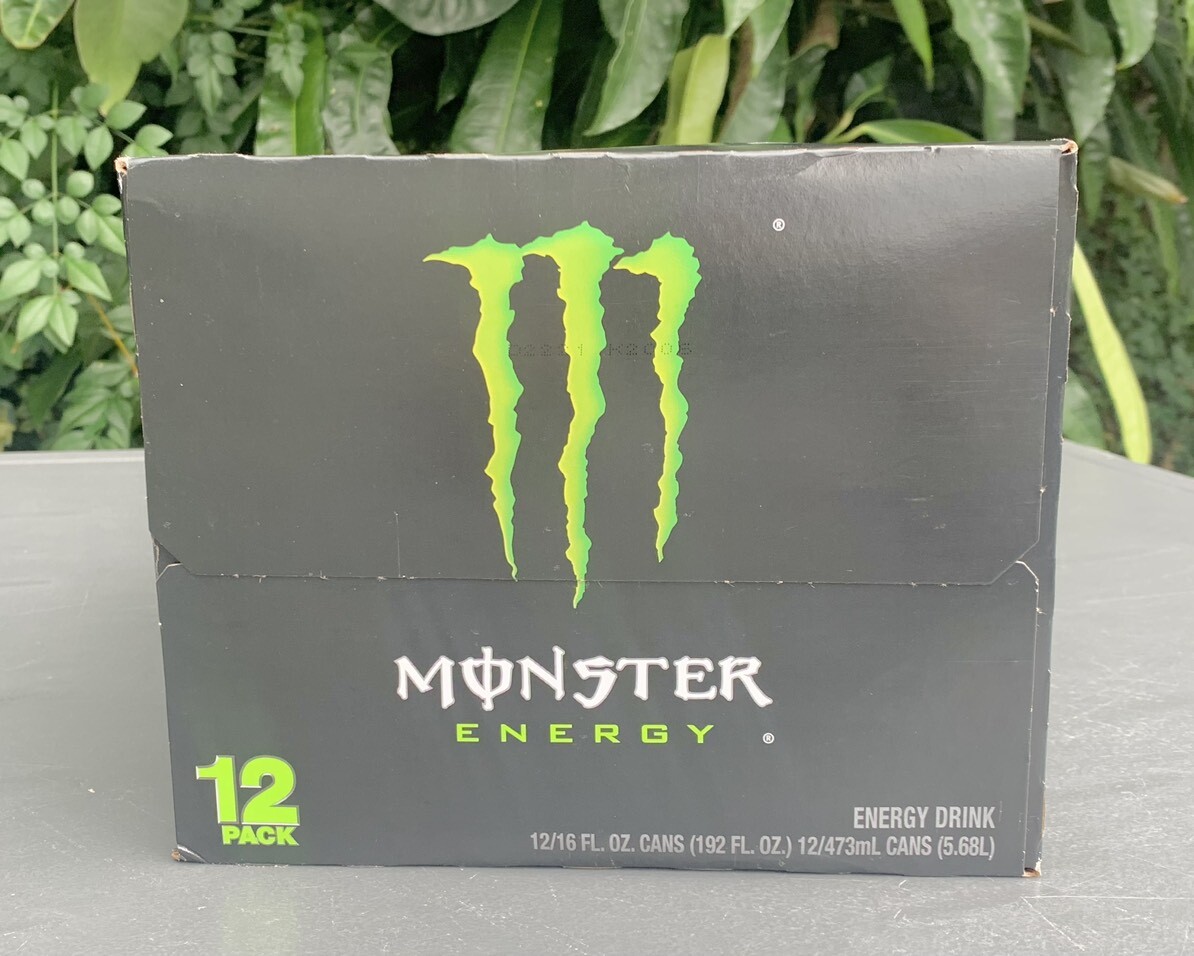 ®
MONSTER
ENERGY ®
12
PACK
ENERGY DRINK
12/16 FL. OZ. CANS (192 FL. OZ.) 12/473mL CANS (5.68L)